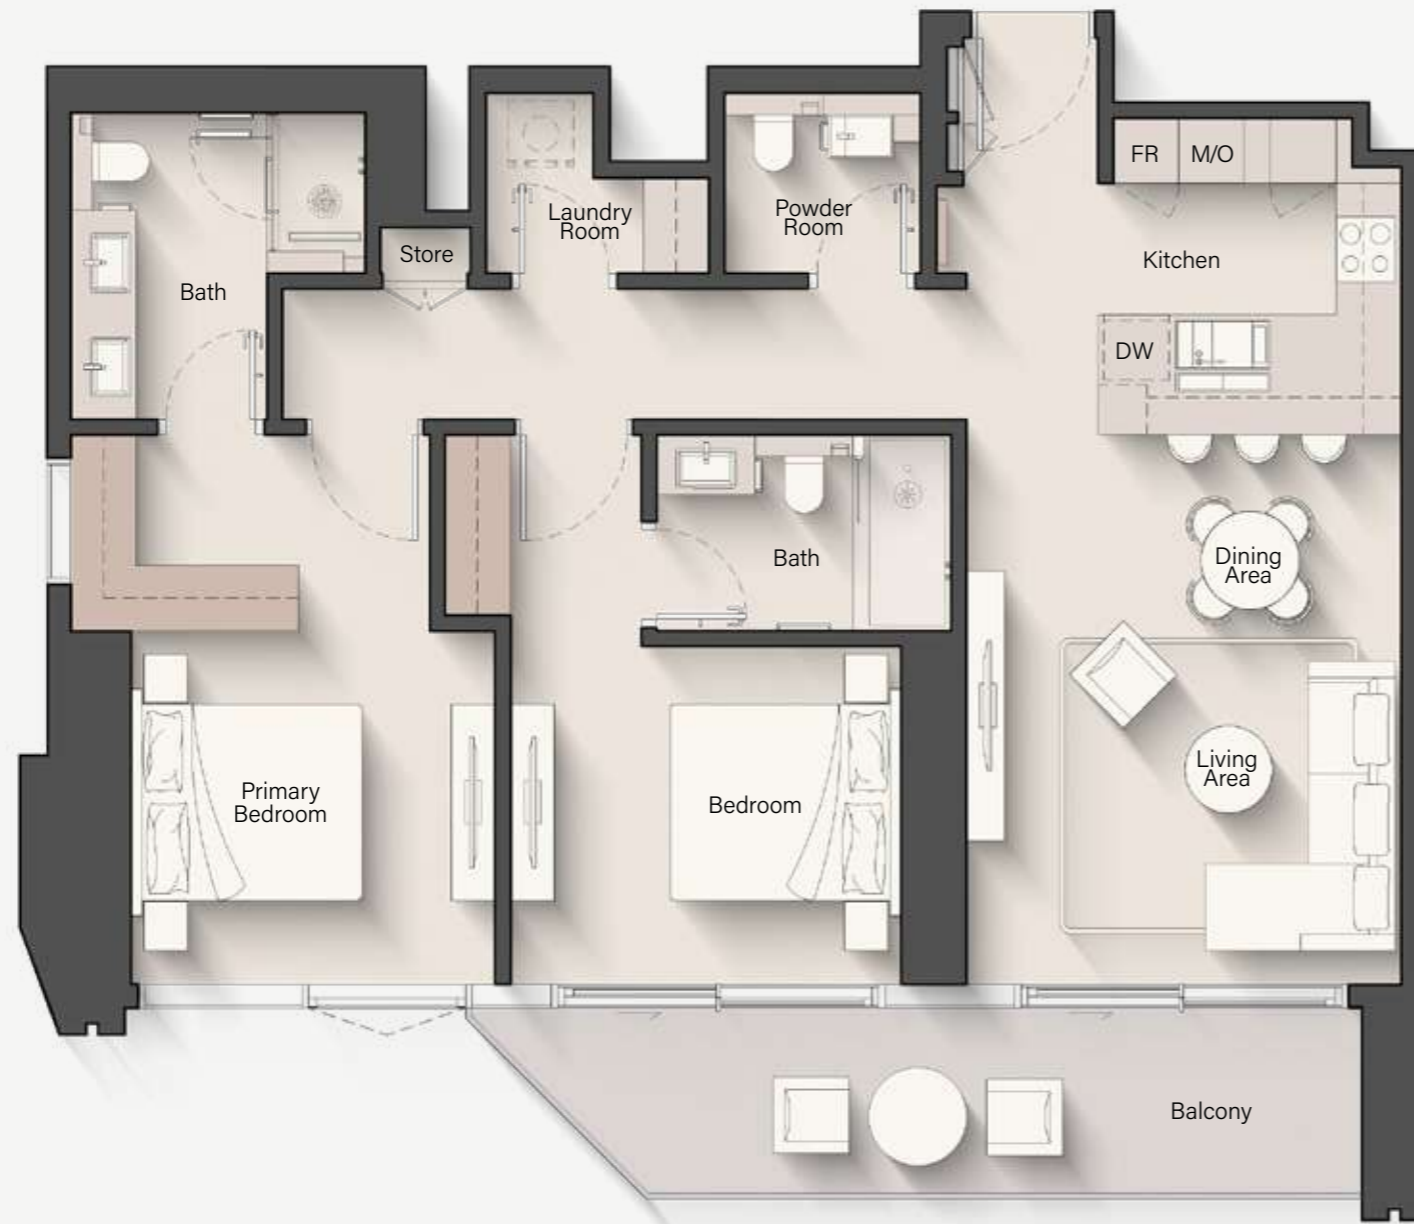 FR
M/O
Laundry
Room
Powder
Room
Store
Kitchen
Bath
DW
Bath
Dining
Area
Living
Area
Primary
Bedroom
Bedroom
Balcony